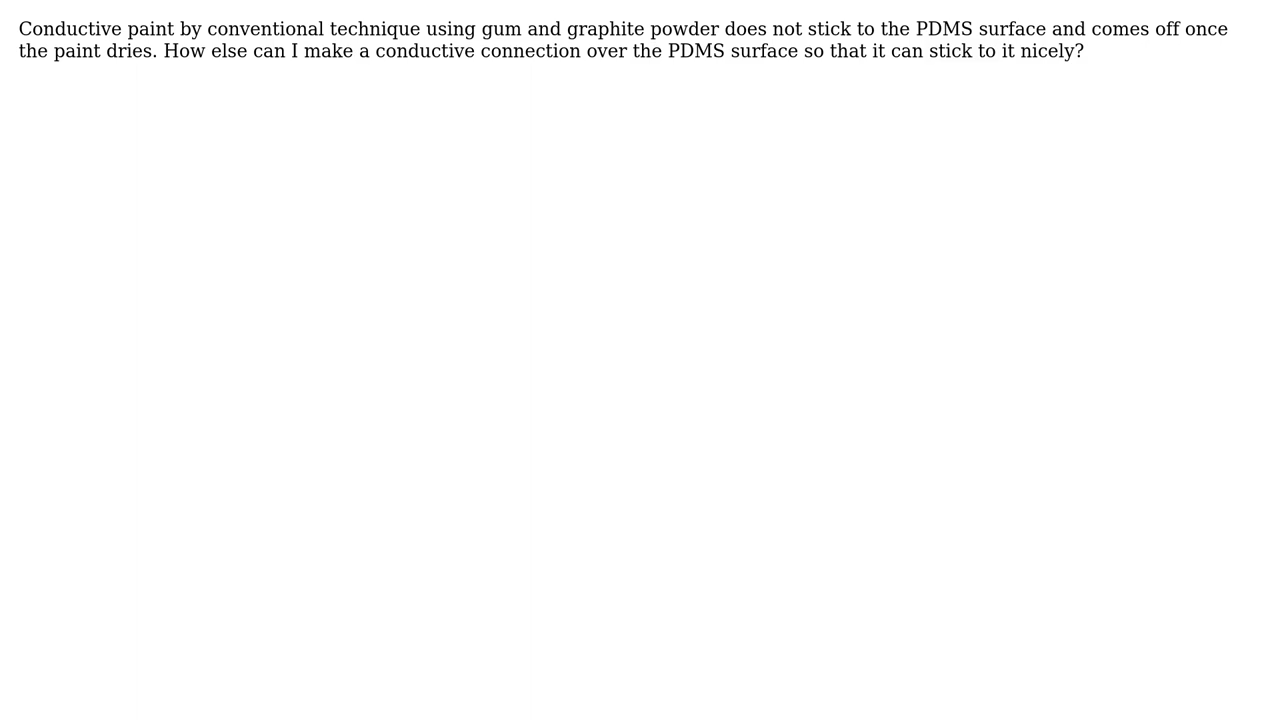 Conductive paint by conventional technique using gum and graphite powder does not stick to the PDMS surface and comes off once
the paint dries. How else can I make a conductive connection over the PDMS surface so that it can stick to it nicely?